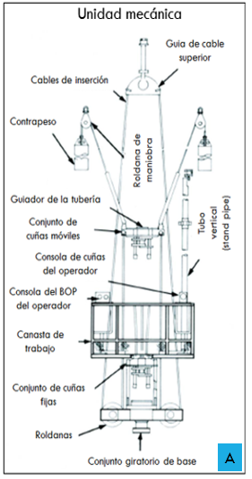 Unidad mecánica
Guia de cable
superior
Cables de inserción
Contrapeso
Roldana de
maniobra
Guiador de la tubería
Conjunto de
cuñas móviles
Tubo
vertical
(stand pipe)
Consola de cuñas
del operador
Consola del BOP
del operador
Canasta de
trabajo
Conjunto de
cuñas
fijas
Roldanas
Conjunto giratorio de base
A